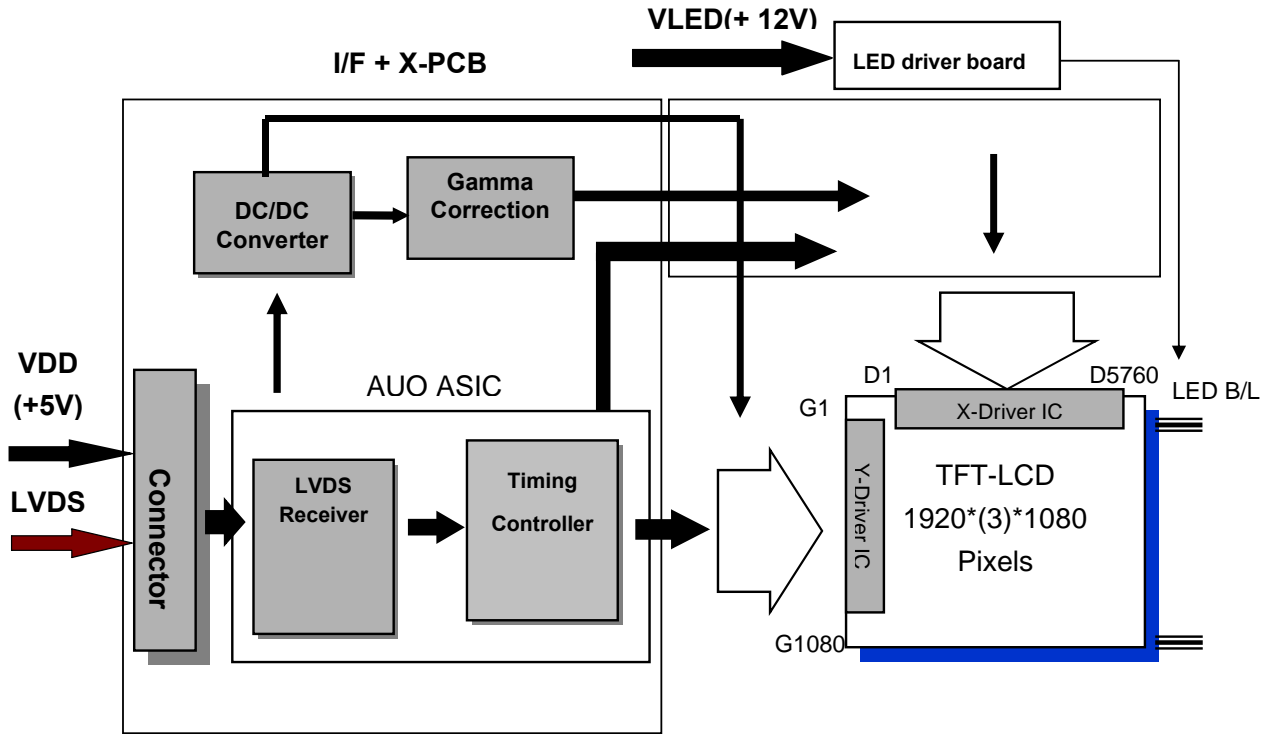 VLED(+ 12V)
LED driver board
I/F + X-PCB
Gamma
Correction
DC/DC
Converter
VDD
(+5V)
LVDS
Connector
AUO ASIC
LVDS
Receiver
Timing
Controller
D1
D5760
LED B/L
G1
X-Driver IC
Y-Driver IC
TFT-LCD
1920*(3)*1080
Pixels
G1080